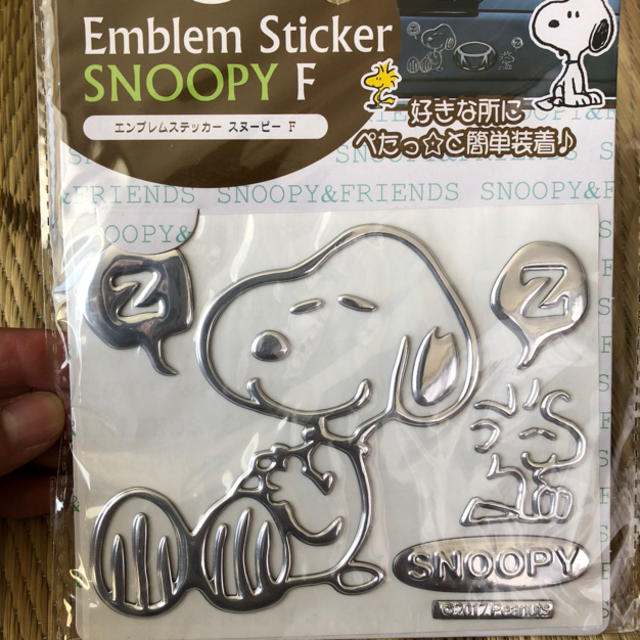 Emblem Sticker
SNOOPY F
エンブレムステッカー スヌーピー F
好きな所に
ぺたっ☆と簡単装着♪
&FRIENDS SNOOPY&FRIENDS SNOOPY&F
SNOOPY&
Z
Z
SNOOPY
©2017 Peanuts